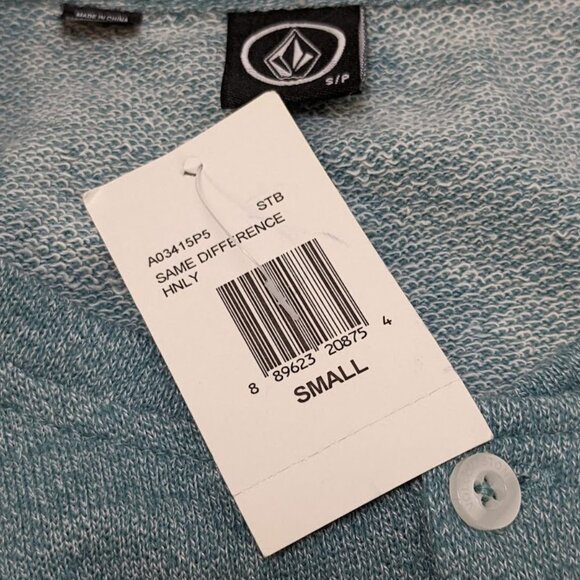 MADE IN CHINA
S/P
A03415P5 STB
SAME DIFFERENCE
HNLY
8 89623 20875 4
SMALL